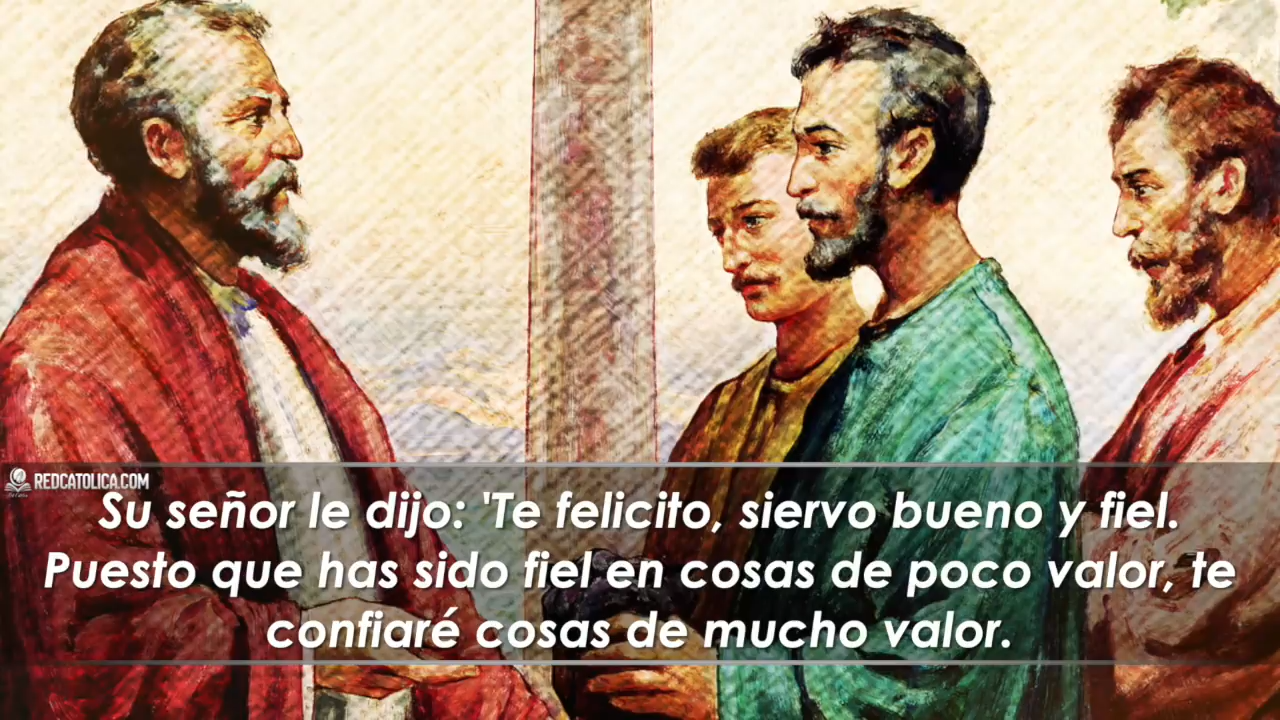 REDCATOLICA.COM
Su señor le dijo: 'Te felicito, siervo bueno y fiel.
Puesto que has sido fiel en cosas de poco valor, te
confiaré cosas de mucho valor.